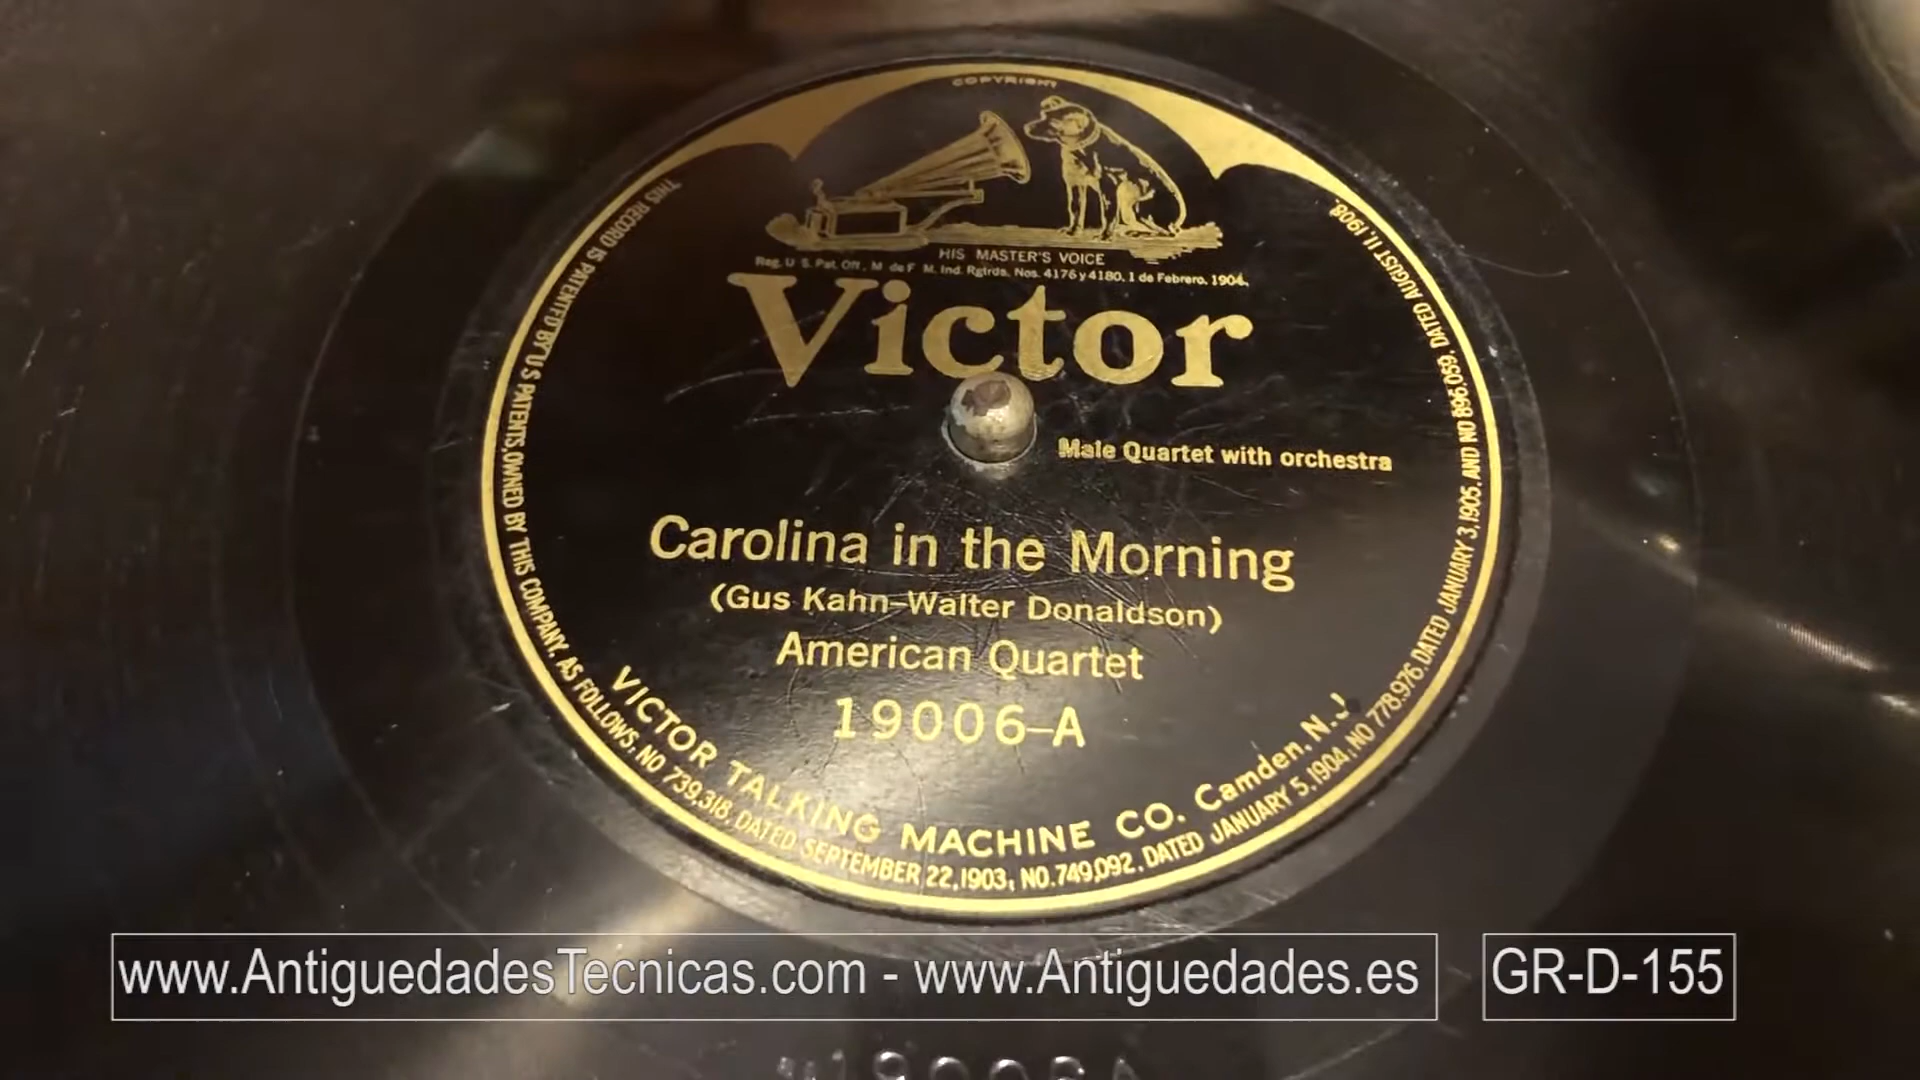 COPYRIGHT
HIS MASTER'S VOICE
Reg. U S. Pat. Off., M de F M. Ind. Rgtrds. Nos. 4176 y 4180. 1 de Febrero. 1904.
Victor
Male Quartet with orchestra
Carolina in the Morning
(Gus Kahn-Walter Donaldson)
American Quartet
19006-A
VICTOR TALKING MACHINE CO. Camden, N.J.
THIS RECORD IS PATENTED BY U S PATENTS, OWNED BY THIS COMPANY, AS FOLLOWS; NO 739,318, DATED SEPTEMBER 22, 1903; NO. 749,092, DATED JANUARY 5, 1904, NO 778,976, DATED JANUARY 3, 1905, AND NO 896,059, DATED AUGUST 11, 1908.
www.AntiguedadesTecnicas.com - www.Antiguedades.es
GR-D-155